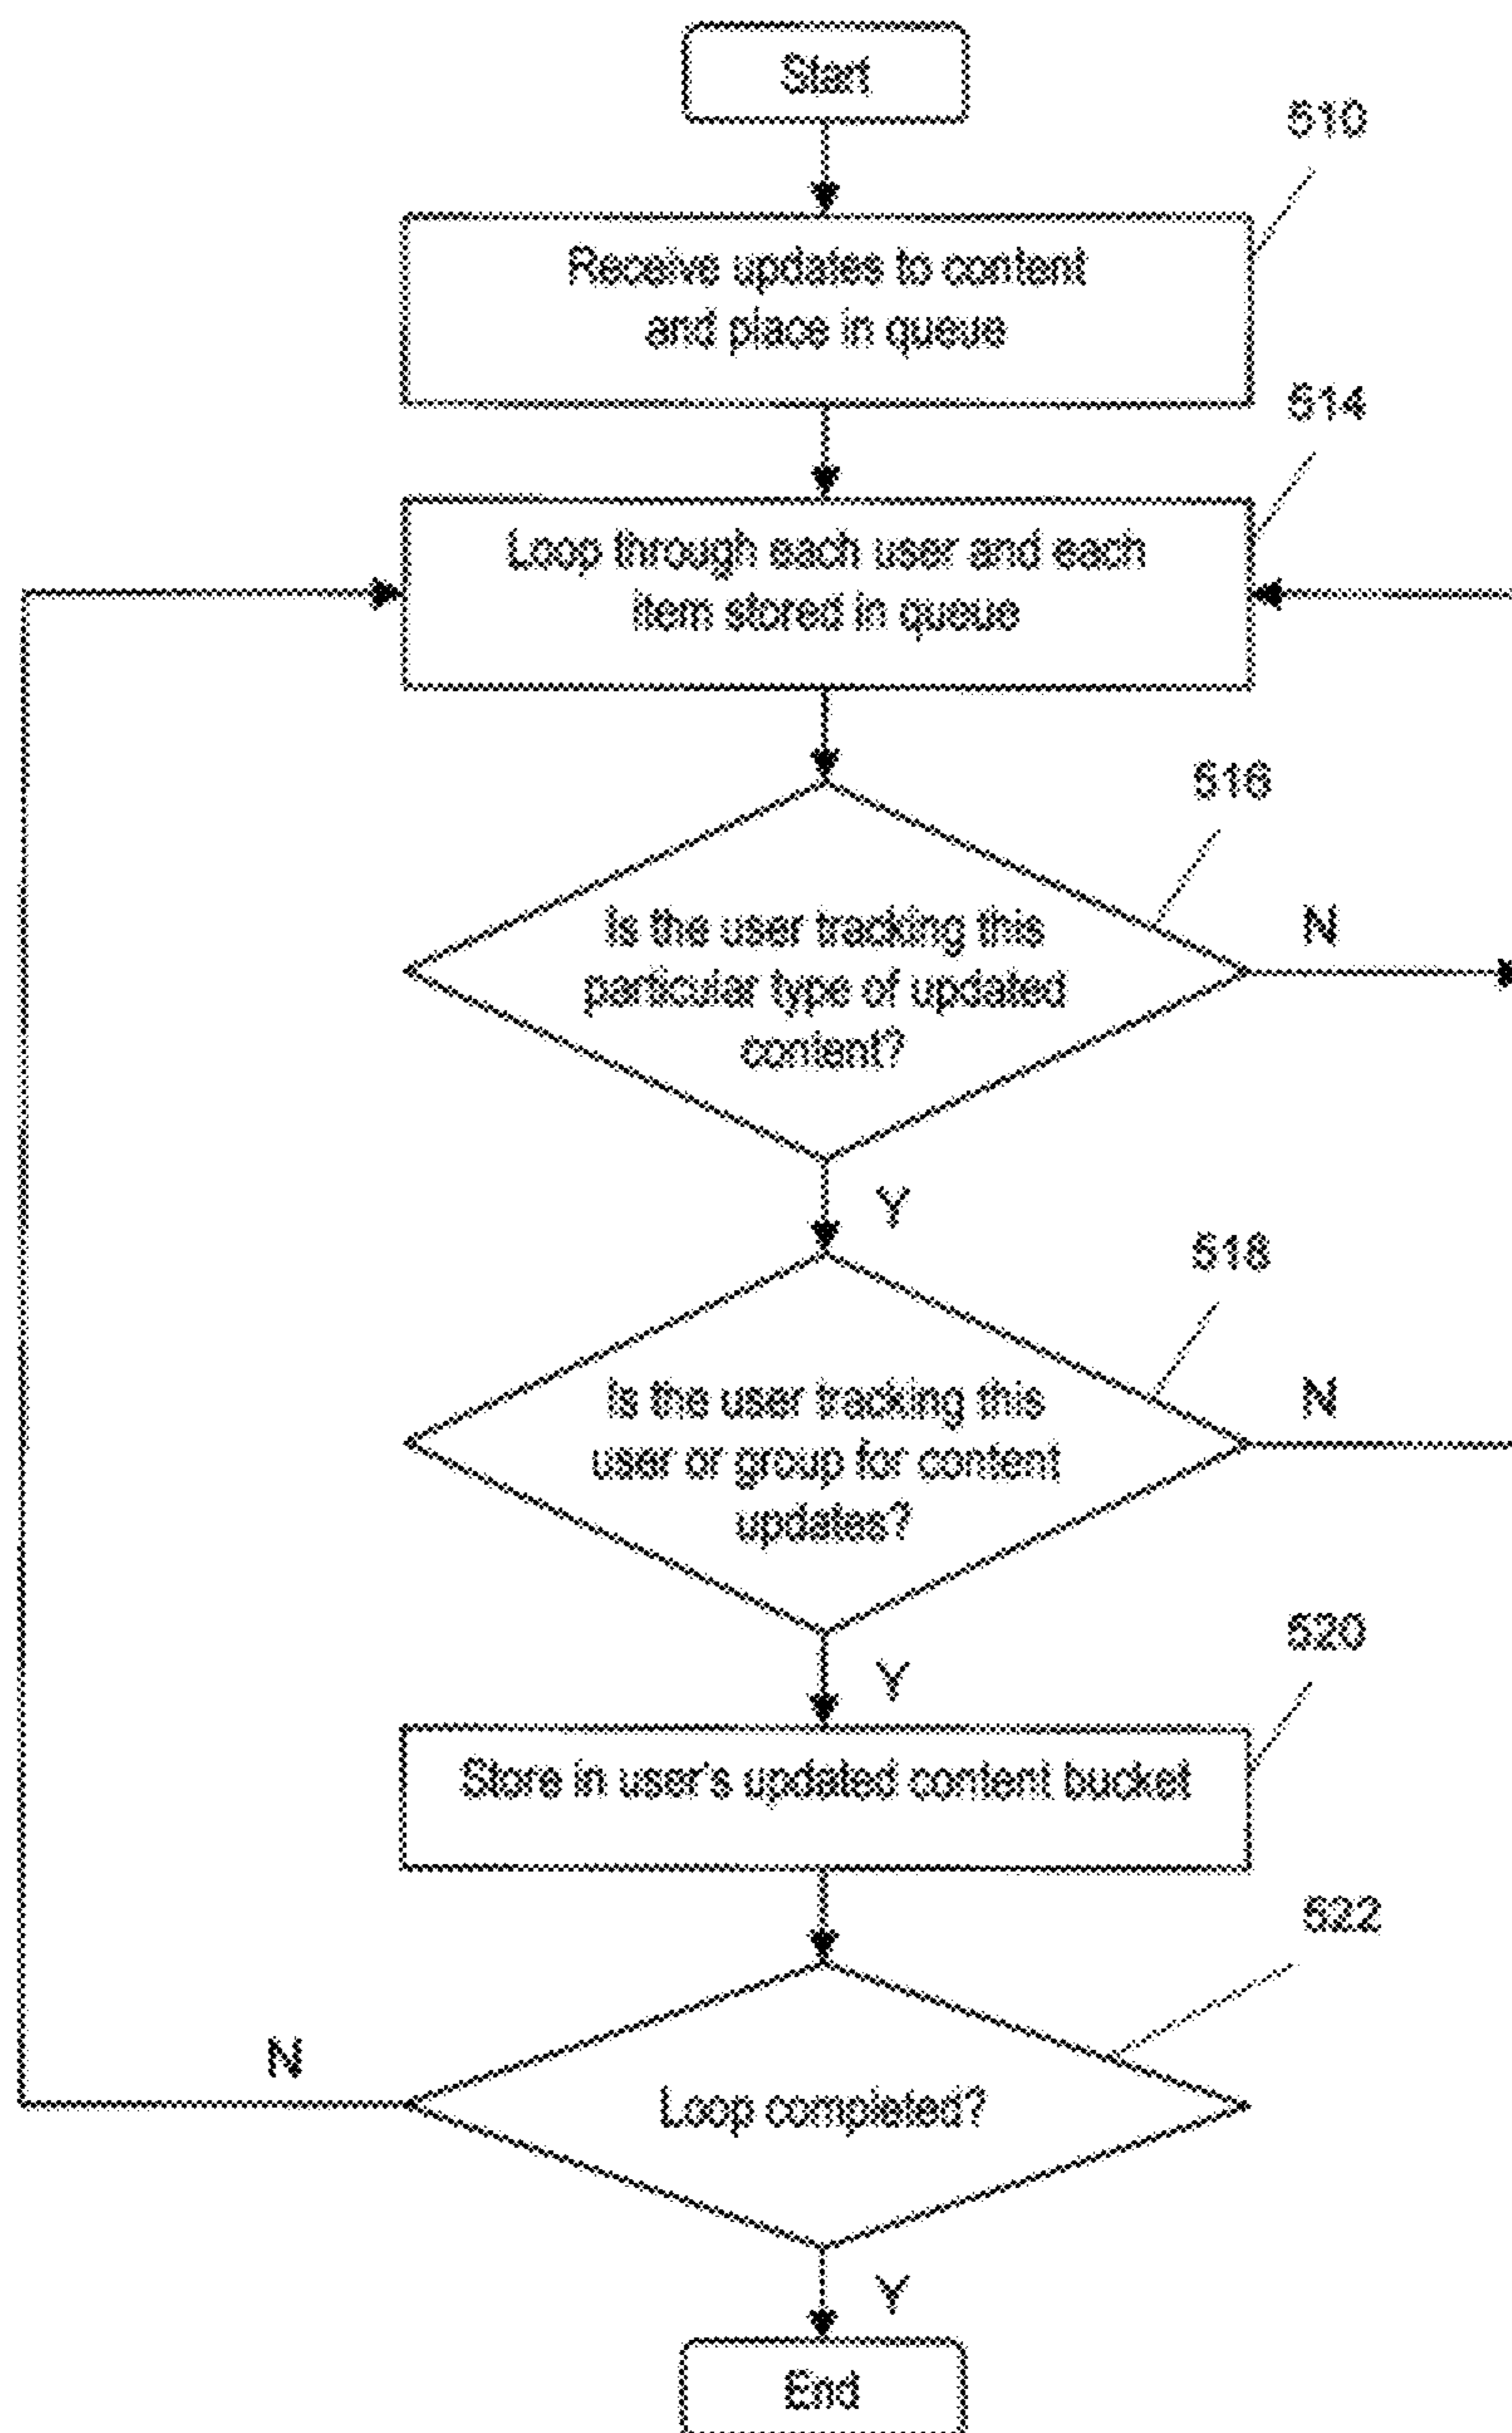 Start
510
Receive updates to content
and place in queue
514
Loop through each user and each
item stored in queue
516
Is the user tracking this
particular type of updated
content?
N
Y
518
Is the user tracking this
user or group for content
updates?
N
Y
520
Store in user's updated content bucket
522
Loop completed?
N
Y
End